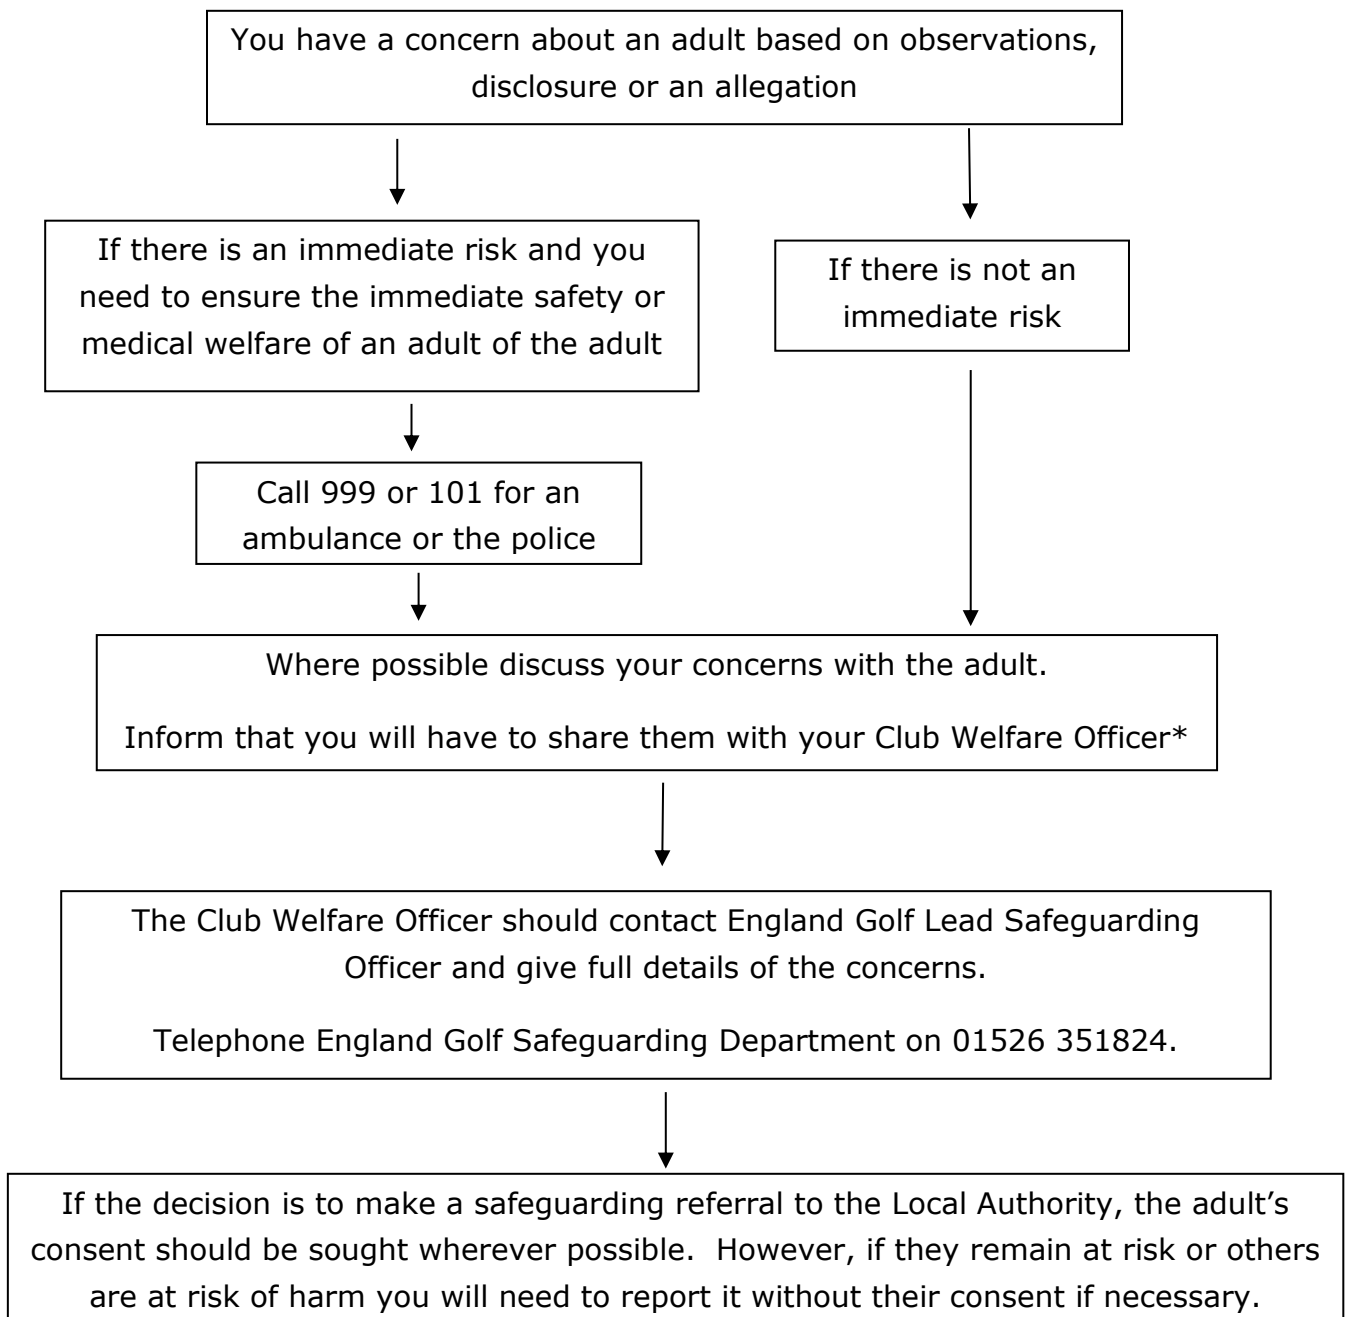 You have a concern about an adult based on observations,
disclosure or an allegation
If there is an immediate risk and you
need to ensure the immediate safety or
medical welfare of an adult of the adult
If there is not an
immediate risk
Call 999 or 101 for an
ambulance or the police
Where possible discuss your concerns with the adult.
Inform that you will have to share them with your Club Welfare Officer*
The Club Welfare Officer should contact England Golf Lead Safeguarding
Officer and give full details of the concerns.
Telephone England Golf Safeguarding Department on 01526 351824.
If the decision is to make a safeguarding referral to the Local Authority, the adult’s
consent should be sought wherever possible.  However, if they remain at risk or others
are at risk of harm you will need to report it without their consent if necessary.